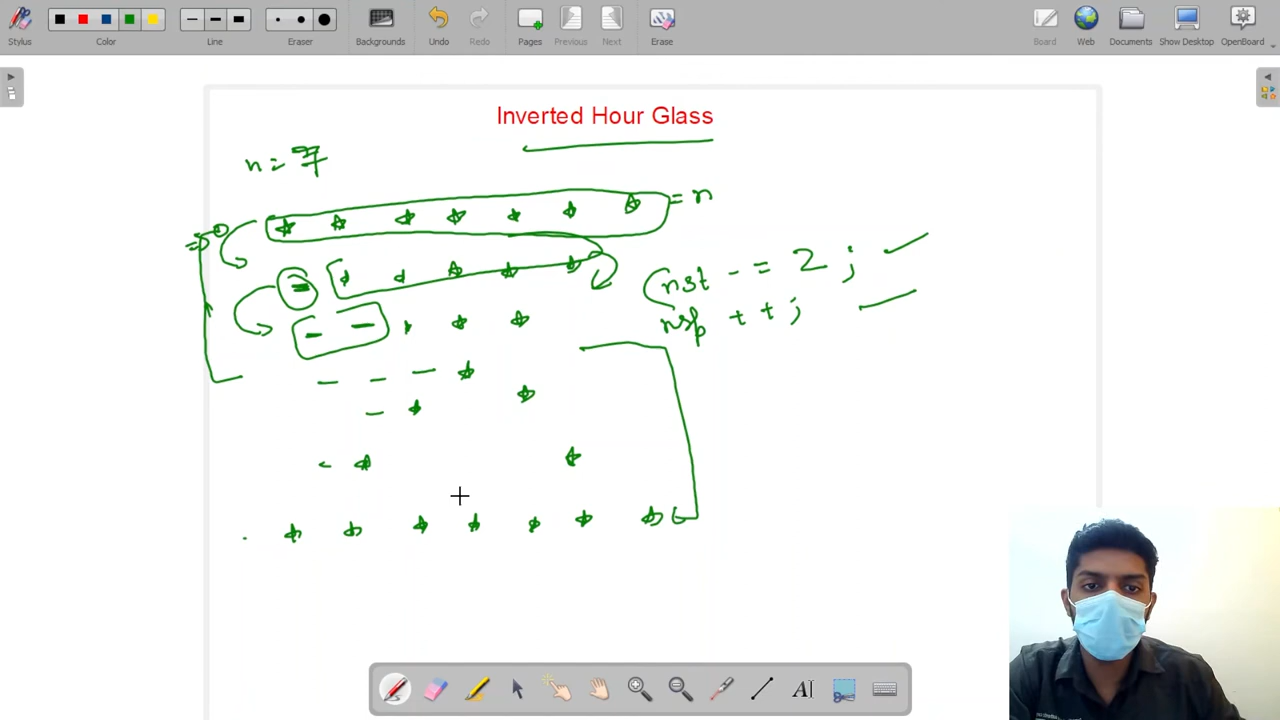 Stylus Color Line Eraser Backgrounds Undo Redo Pages Previous Next Erase Board Web Documents Show Desktop OpenBoard
Inverted Hour Glass
n = 7
= n
= 0
nst - = 2 ;
nsp + + ;
A